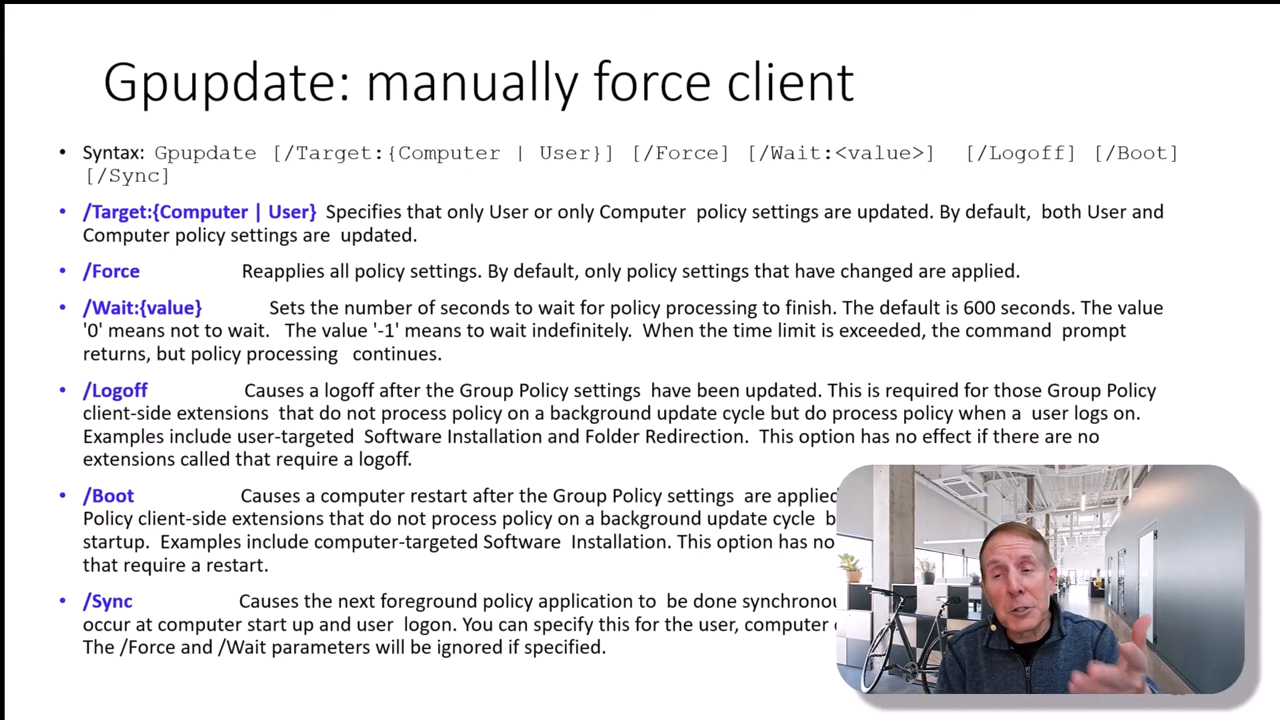 Gpupdate: manually force client
• Syntax: Gpupdate [/Target:{Computer | User}] [/Force] [/Wait:<value>] [/Logoff] [/Boot]
[/Sync]
• /Target:{Computer | User} Specifies that only User or only Computer policy settings are updated. By default, both User and
Computer policy settings are updated.
• /Force Reapplies all policy settings. By default, only policy settings that have changed are applied.
• /Wait:{value} Sets the number of seconds to wait for policy processing to finish. The default is 600 seconds. The value
'0' means not to wait. The value '-1' means to wait indefinitely. When the time limit is exceeded, the command prompt
returns, but policy processing continues.
• /Logoff Causes a logoff after the Group Policy settings have been updated. This is required for those Group Policy
client-side extensions that do not process policy on a background update cycle but do process policy when a user logs on.
Examples include user-targeted Software Installation and Folder Redirection. This option has no effect if there are no
extensions called that require a logoff.
• /Boot Causes a computer restart after the Group Policy settings are applied
Policy client-side extensions that do not process policy on a background update cycle
startup. Examples include computer-targeted Software Installation. This option has no
that require a restart.
• /Sync Causes the next foreground policy application to be done
occur at computer start up and user logon. You can specify this for the user, computer
The /Force and /Wait parameters will be ignored if specified.